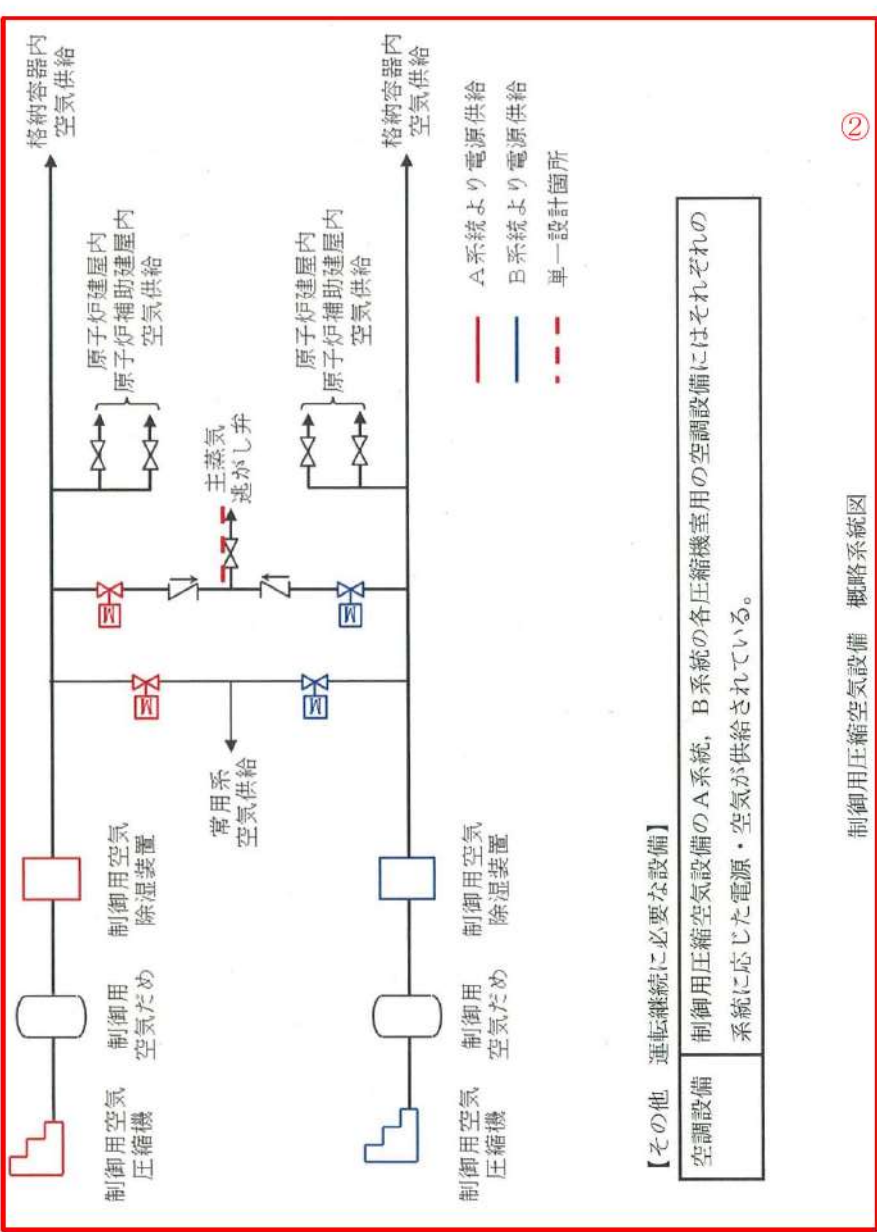 格納容器内
空気供給
原子炉建屋内
原子炉補助建屋内
空気供給
主蒸気
逃がし弁
M
M
常用系
空気供給
M
M
制御用空気
圧縮機
制御用
空気だめ
制御用空気
除湿装置
格納容器内
空気供給
原子炉建屋内
原子炉補助建屋内
空気供給
制御用空気
圧縮機
制御用
空気だめ
制御用空気
除湿装置
A系統より電源供給
B系統より電源供給
単一設計箇所
【その他 運転継続に必要な設備】
空調設備
制御用圧縮空気設備のA系統,B系統の各圧縮機室用の空調設備にはそれぞれの
系統に応じた電源・空気が供給されている。
制御用圧縮空気設備 概略系統図
②